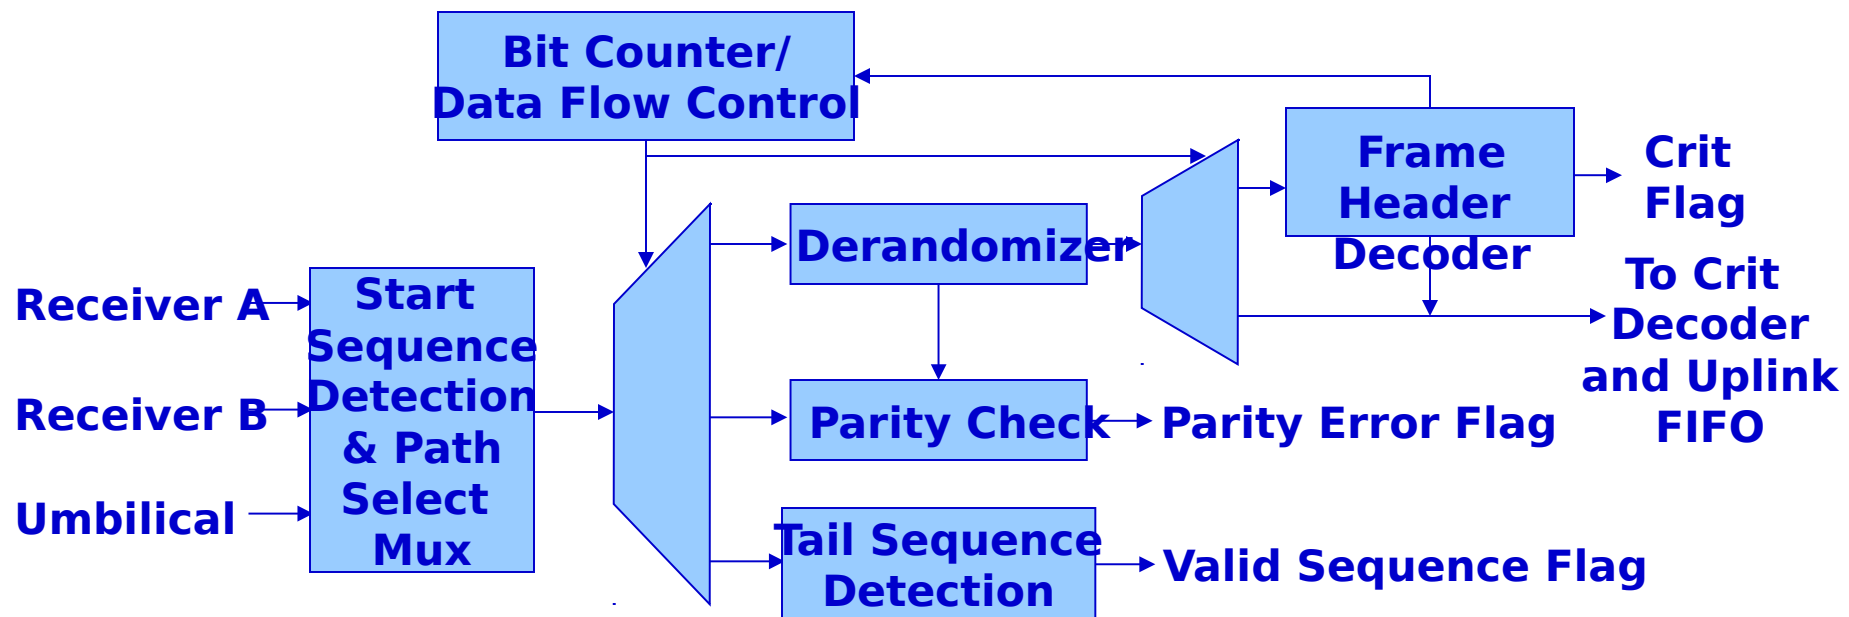 Bit Counter/
Data Flow Control
Frame
Header
Decoder
Crit
Flag
Derandomizer
To Crit
Decoder
and Uplink
FIFO
Receiver A
Receiver B
Umbilical
Start
Sequence
Detection
& Path
Select
Mux
Parity Check
Parity Error Flag
Tail Sequence
Detection
Valid Sequence Flag